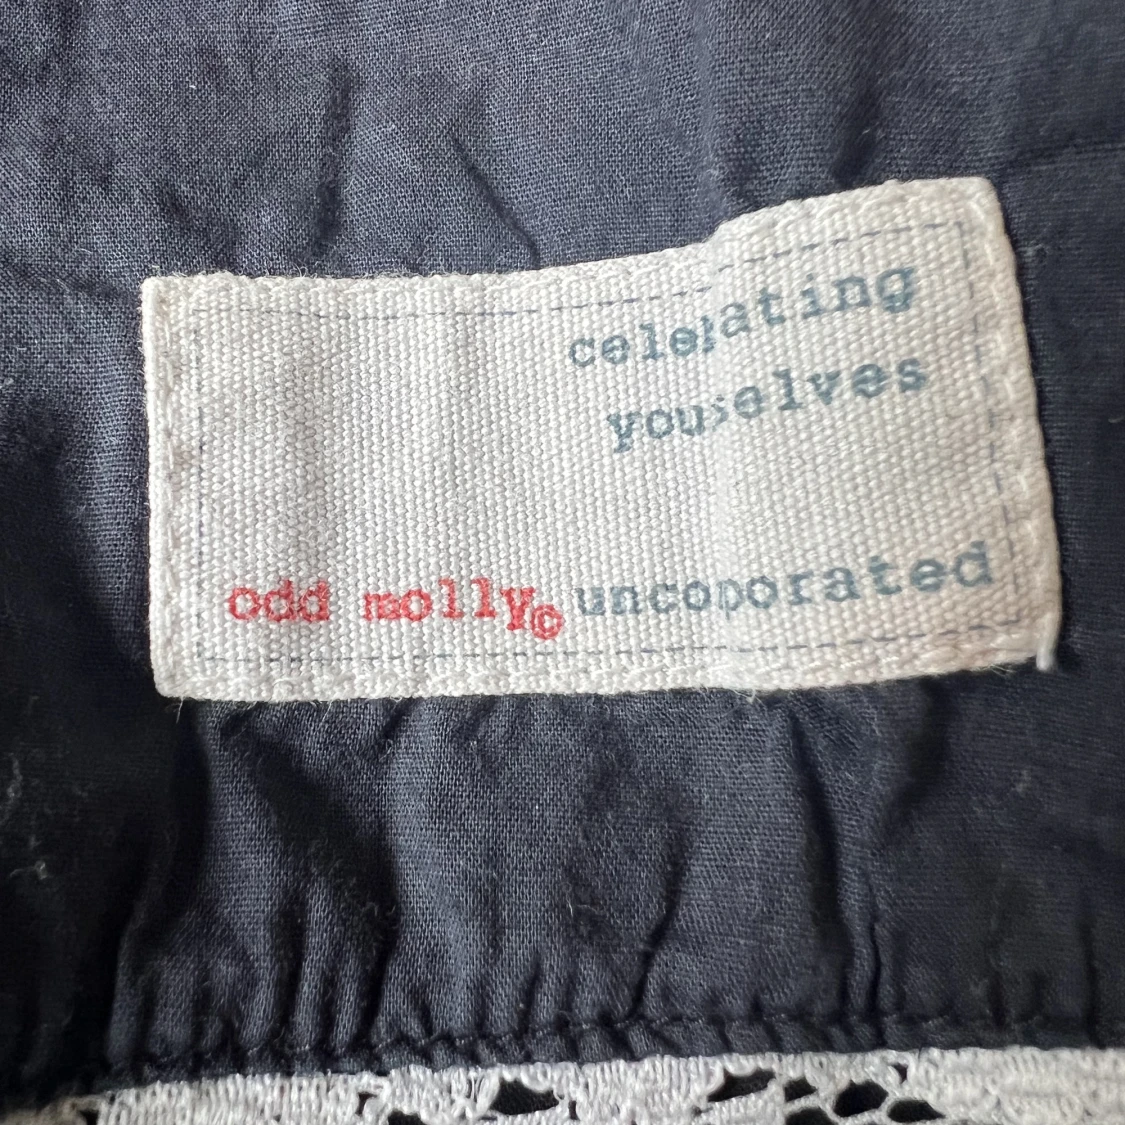 celebrating
yourselves
odd molly© uncoporated